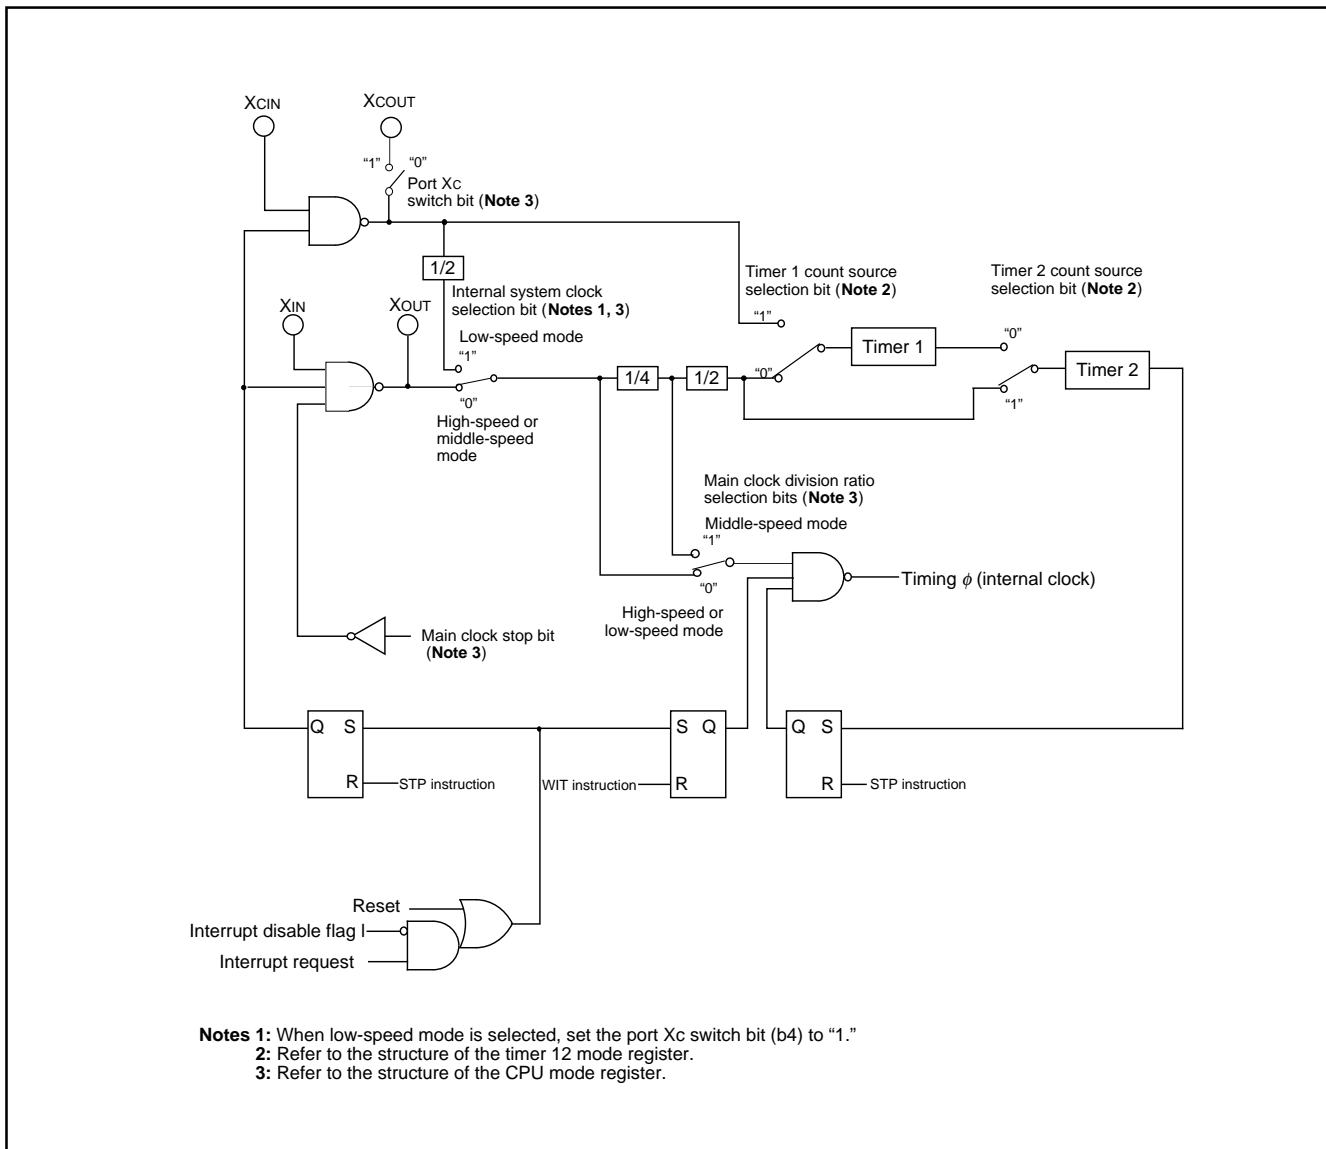 XCIN
XCOUT
“1” “0”
Port XC
switch bit (Note 3)
1/2
Internal system clock
selection bit (Notes 1, 3)
Low-speed mode
“1”
XIN
XOUT
“0”
High-speed or
middle-speed
mode
Timer 1 count source
selection bit (Note 2)
“1”
Timer 2 count source
selection bit (Note 2)
“0”
1/4
1/2
“0”
Timer 1
Timer 2
“1”
Main clock division ratio
selection bits (Note 3)
Middle-speed mode
“1”
“0”
High-speed or
low-speed mode
Timing ϕ (internal clock)
Main clock stop bit
(Note 3)
Q S
R
STP instruction
WIT instruction
S Q
R
Q S
R
STP instruction
Reset
Interrupt disable flag I
Interrupt request
Notes 1: When low-speed mode is selected, set the port Xc switch bit (b4) to “1.”
2: Refer to the structure of the timer 12 mode register.
3: Refer to the structure of the CPU mode register.